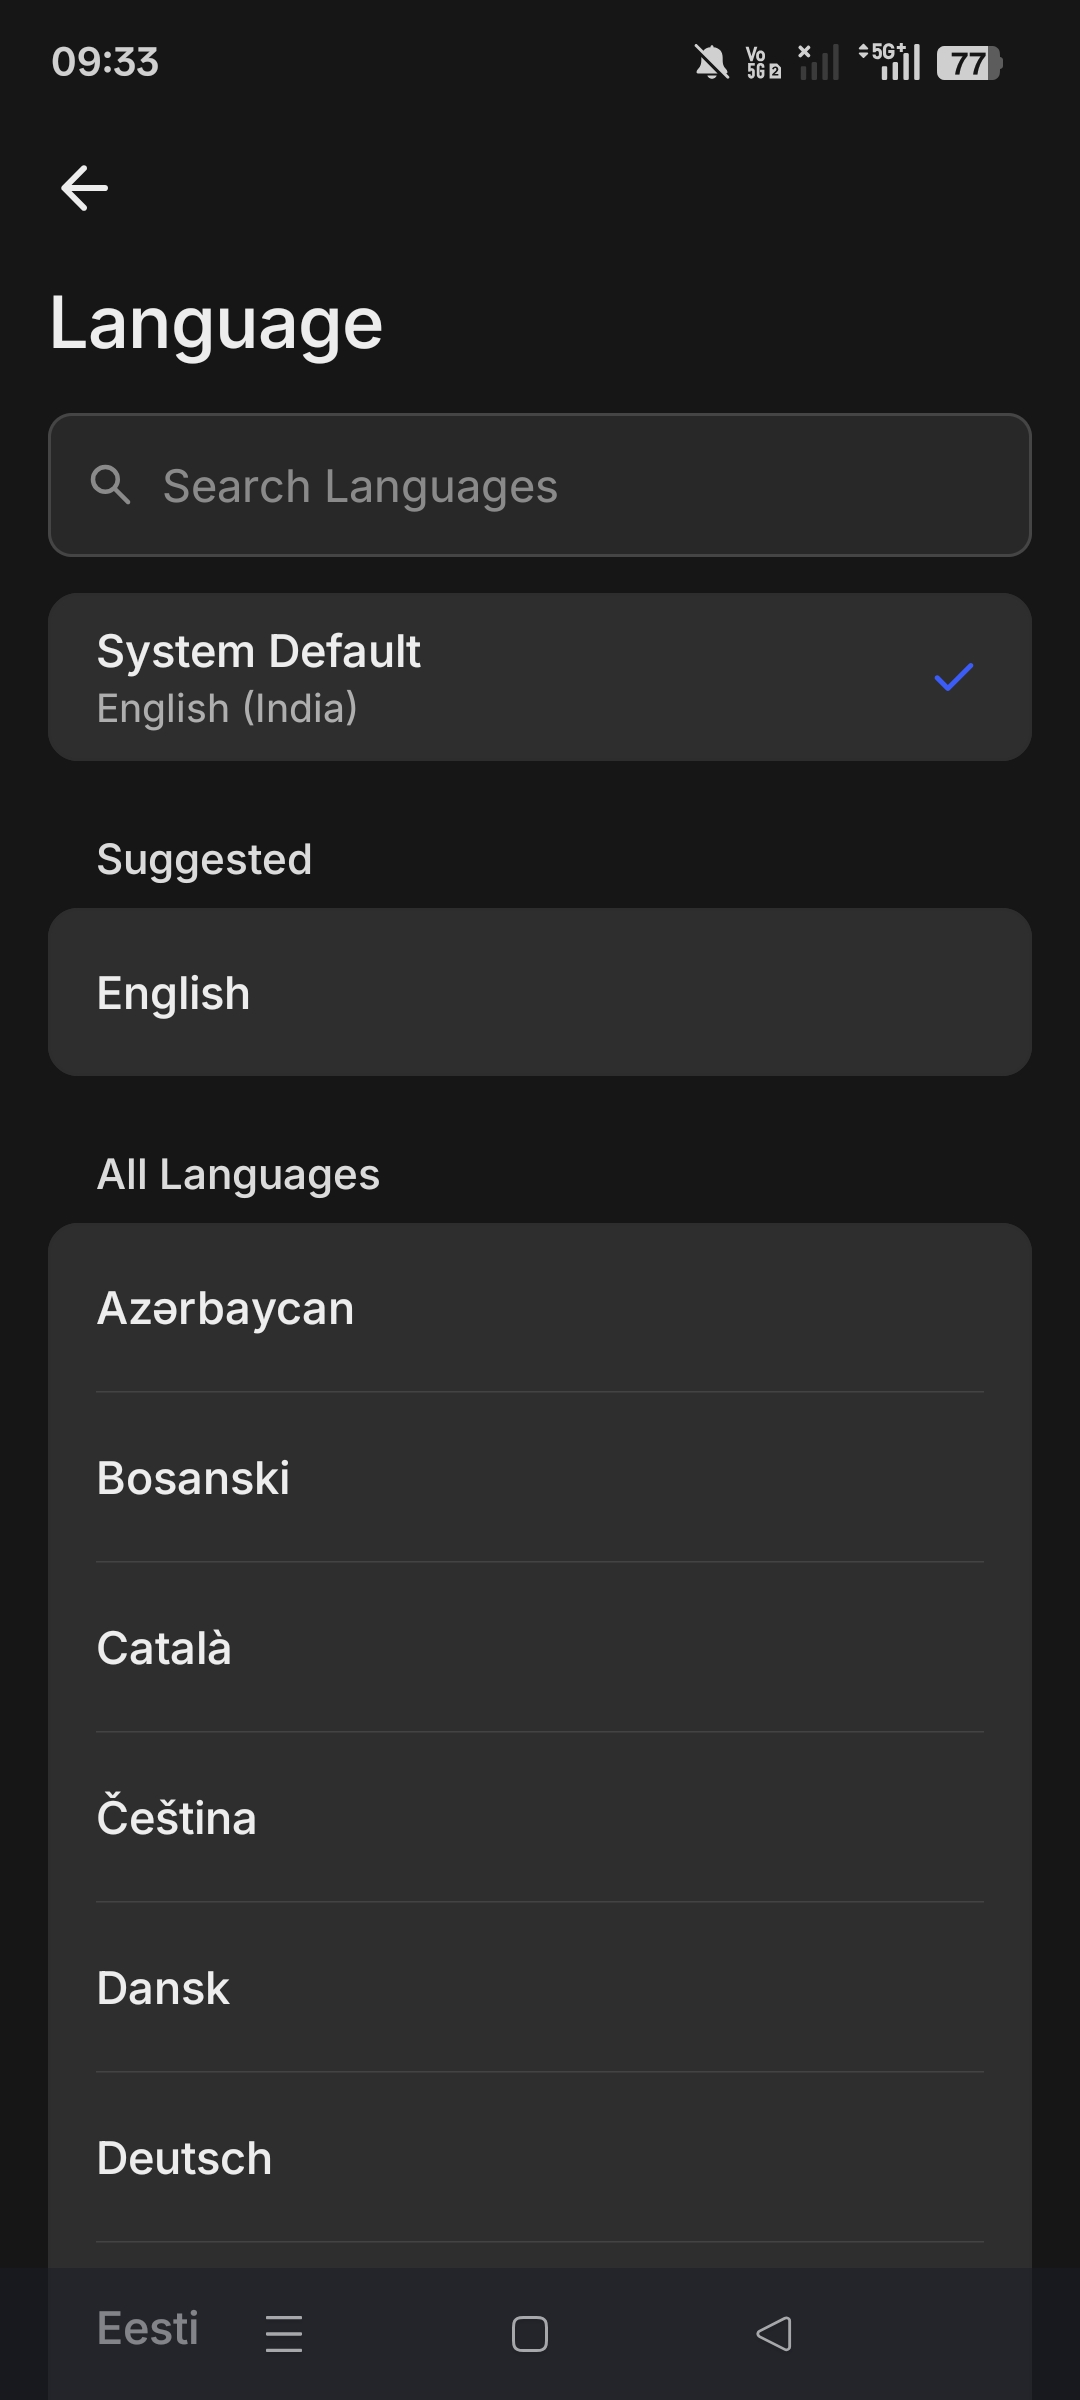 09:33
Vo 5G 2
5G+
77
Language
Search Languages
System Default
English (India)
Suggested
English
All Languages
Azərbaycan
Bosanski
Català
Čeština
Dansk
Deutsch
Eesti